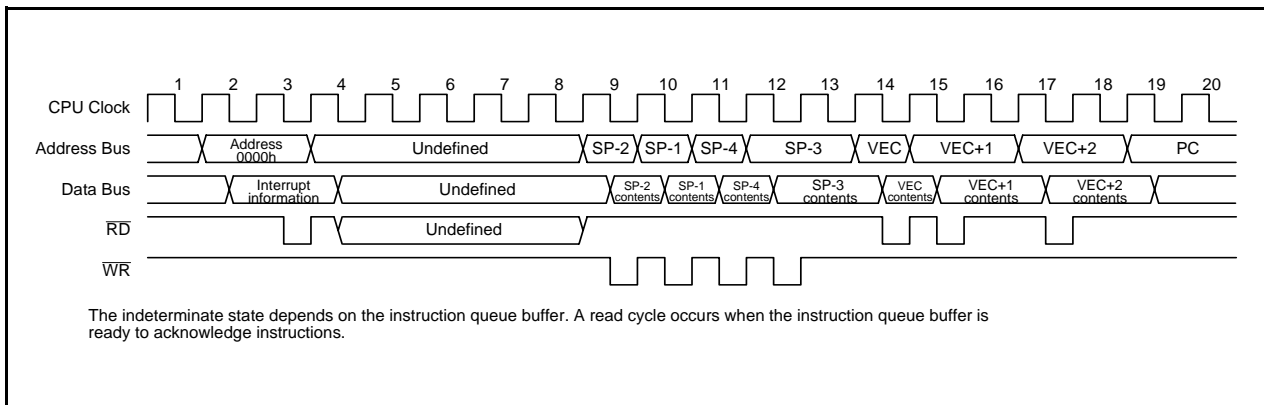 1 2 3 4 5 6 7 8 9 10 11 12 13 14 15 16 17 18 19 20
CPU Clock
Address Bus
Address
0000h
Undefined
SP-2
SP-1
SP-4
SP-3
VEC
VEC+1
VEC+2
PC
Data Bus
Interrupt
information
Undefined
SP-2
contents
SP-1
contents
SP-4
contents
SP-3
contents
VEC
contents
VEC+1
contents
VEC+2
contents
RD
Undefined
WR
The indeterminate state depends on the instruction queue buffer. A read cycle occurs when the instruction queue buffer is
ready to acknowledge instructions.